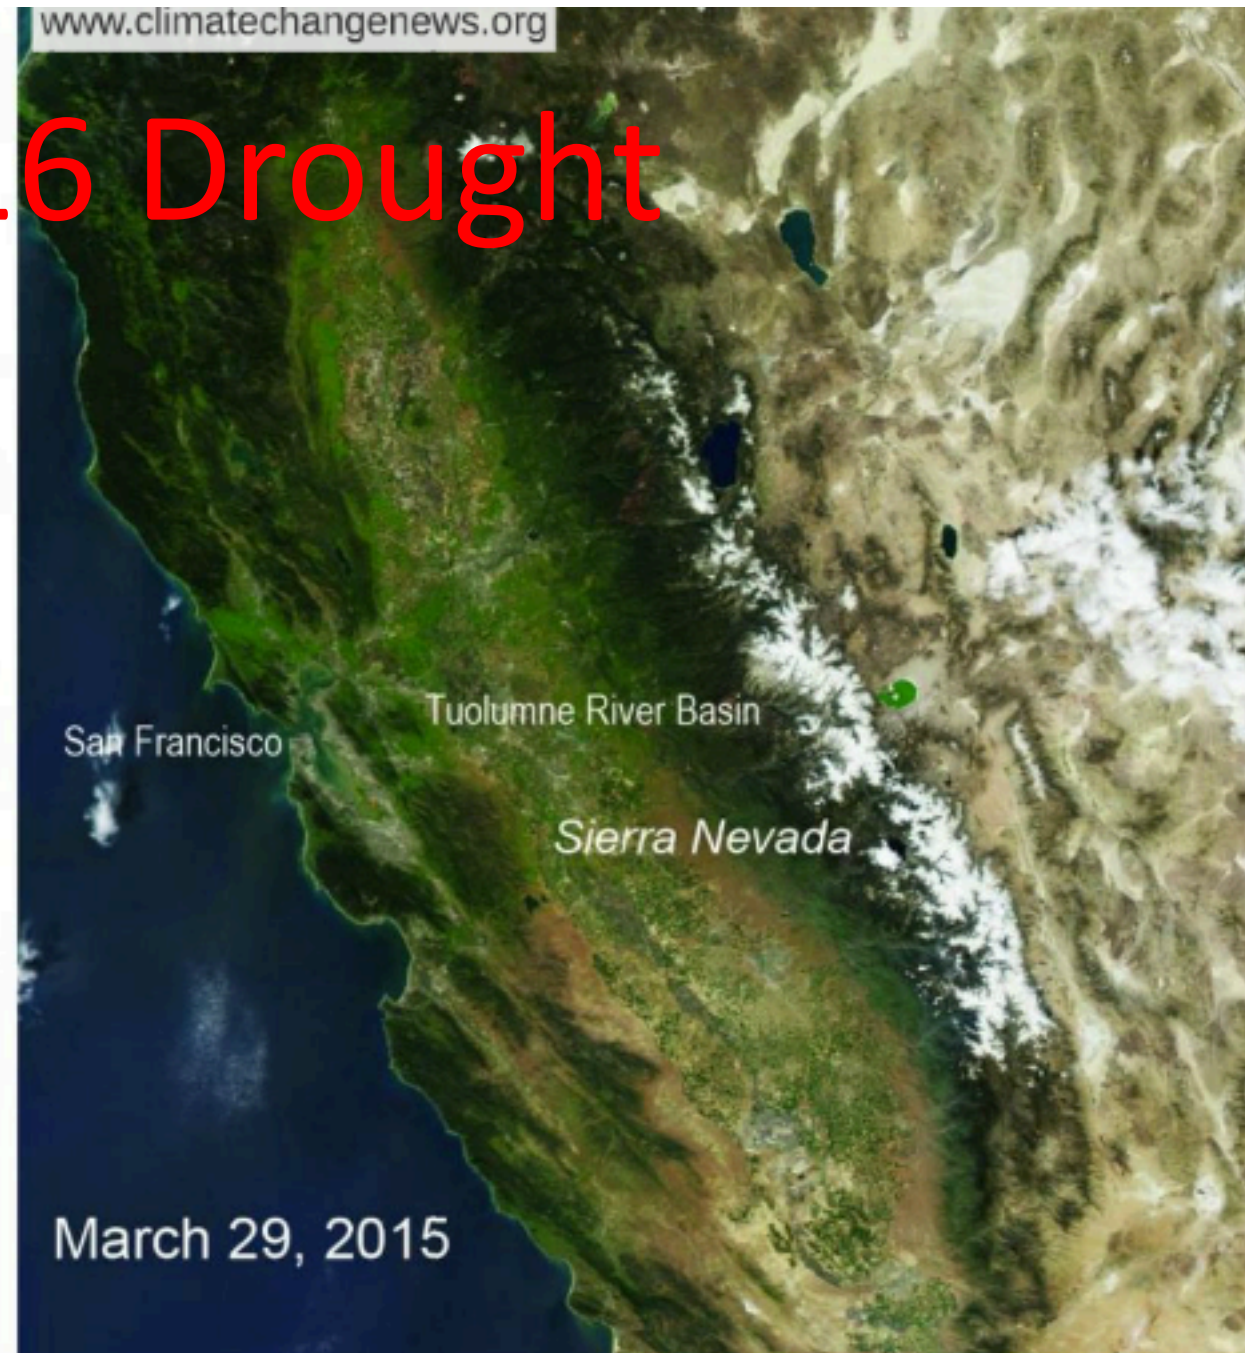 www.climatechangenews.org
.6 Drought
Tuolumne River Basin
San Francisco
Sierra Nevada
March 29, 2015